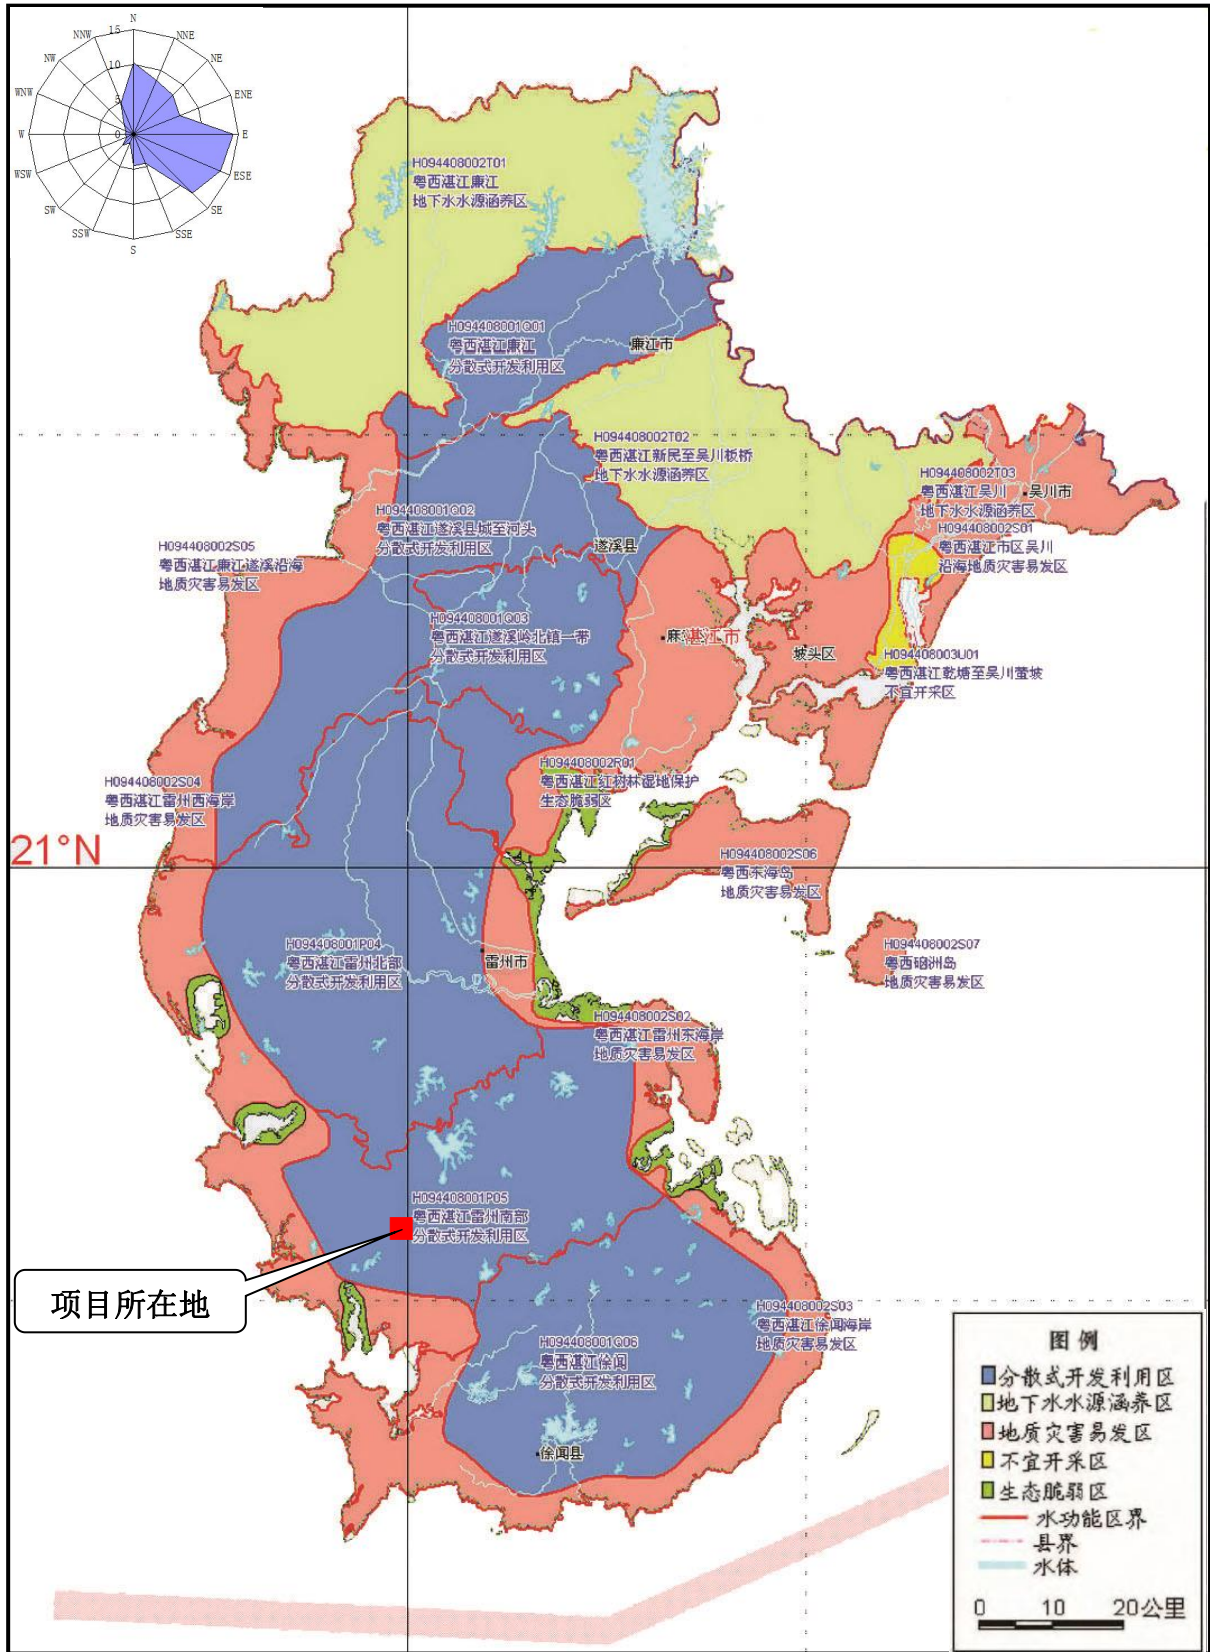 N
NNE
NE
ENE
E
ESE
SE
SSE
S
SSW
SW
WSW
W
WNW
NW
NNW
15
10
5
0
H094408002T01
粤西湛江廉江
地下水水源涵养区
H094408001Q01
粤西湛江廉江
分散式开发利用区
廉江市
H094408002T02
粤西湛江新民至吴川板桥
地下水水源涵养区
H094408002T03
粤西湛江吴川
地下水水源涵养区
吴川市
H094408002S01
粤西湛江市区吴川
沿海地质灾害易发区
H094408001Q02
粤西湛江遂溪县城至河头
分散式开发利用区
遂溪县
H094408002S05
粤西湛江廉江遂溪沿海
地质灾害易发区
H094408001Q03
粤西湛江遂溪岭北镇一带
分散式开发利用区
麻
湛江市
坡头区
H094408003U01
粤西湛江乾塘至吴川蓥坡
不宜开采区
H094408002R01
粤西湛江红树林湿地保护
生态脆弱区
H094408002S04
粤西湛江雷州西海岸
地质灾害易发区
21°N
H094408002S06
粤西东海岛
地质灾害易发区
H094408001P04
粤西湛江雷州北部
分散式开发利用区
雷州市
H094408002S07
粤西硇洲岛
地质灾害易发区
H094408002S02
粤西湛江雷州东海岸
地质灾害易发区
H094408001P05
粤西湛江雷州南部
分散式开发利用区
项目所在地
H094408002S03
粤西湛江徐闻海岸
地质灾害易发区
H094408001Q06
粤西湛江徐闻
分散式开发利用区
徐闻县
图例
分散式开发利用区
地下水水源涵养区
地质灾害易发区
不宜开采区
生态脆弱区
水功能区界
县界
水体
0 10 20公里